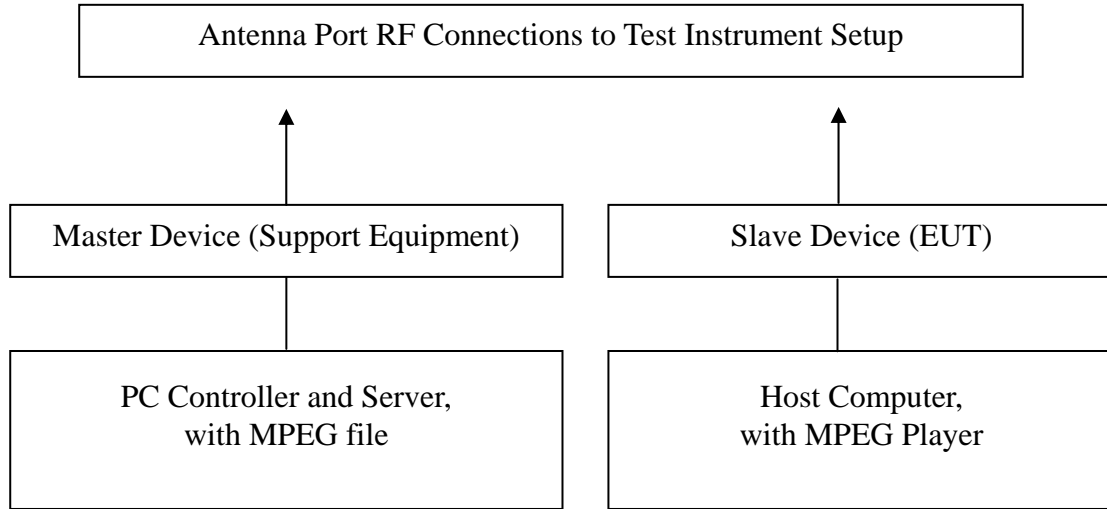 Antenna Port RF Connections to Test Instrument Setup
Master Device (Support Equipment)
Slave Device (EUT)
PC Controller and Server,
with MPEG file
Host Computer,
with MPEG Player